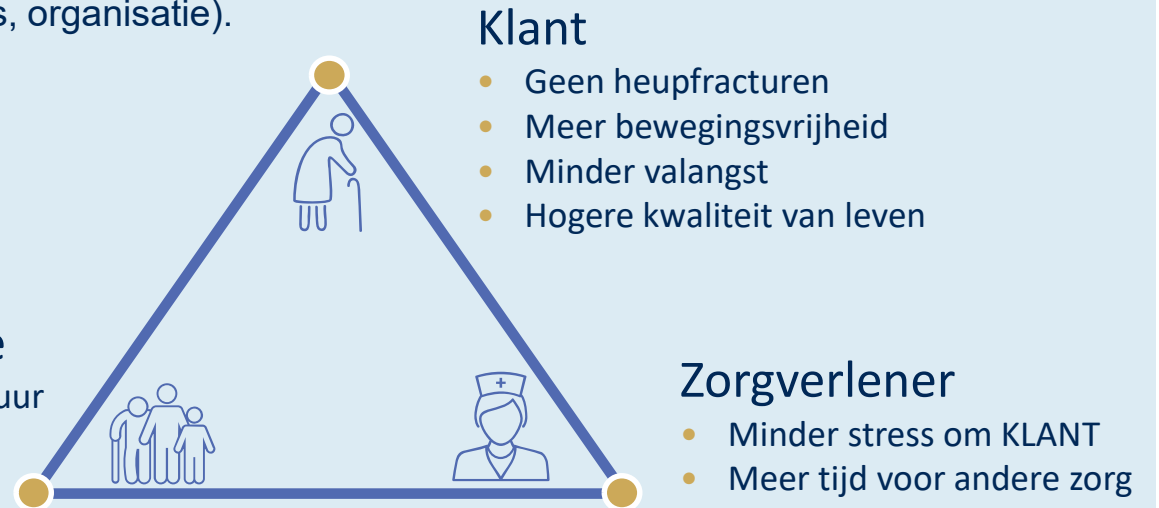 s, organisatie).
Klant
• Geen heupfracturen
• Meer bewegingsvrijheid
• Minder valangst
• Hogere kwaliteit van leven
e
uur
Zorgverlener
• Minder stress om KLANT
• Meer tijd voor andere zorg